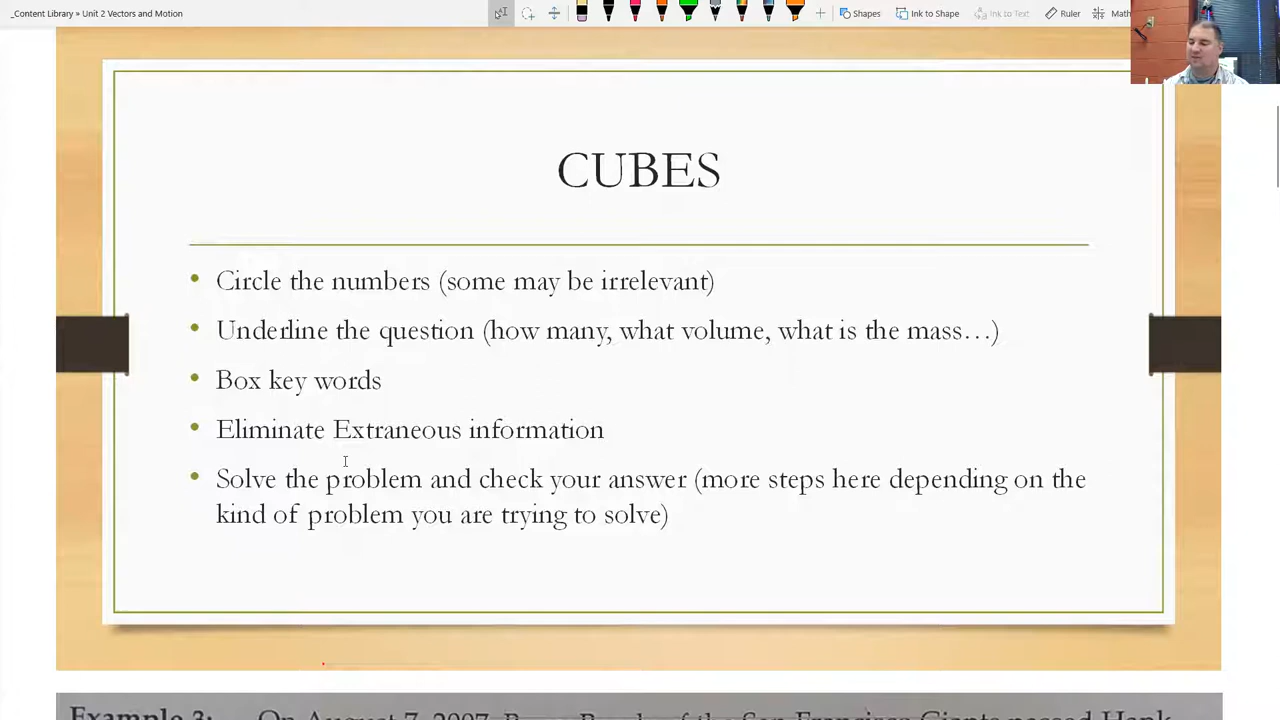 _Content Library » Unit 2 Vectors and Motion
Shapes
Ink to Shape
Ink to Text
Ruler
Math
CUBES
• Circle the numbers (some may be irrelevant)
• Underline the question (how many, what volume, what is the mass…)
• Box key words
• Eliminate Extraneous information
• Solve the problem and check your answer (more steps here depending on the
kind of problem you are trying to solve)
Example 3: On August 7, 2007, Barry Bonds of the San Francisco Giants passed Hank